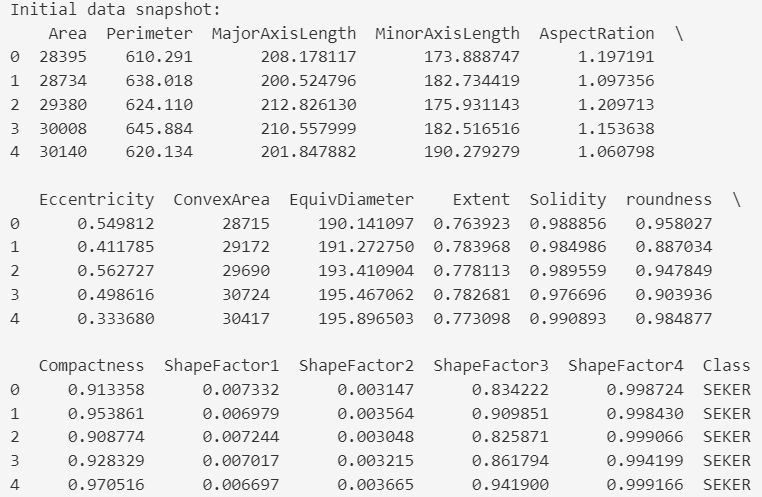 Initial data snapshot:
Area Perimeter MajorAxisLength MinorAxisLength AspectRation \
0 28395 610.291 208.178117 173.888747 1.197191
1 28734 638.018 200.524796 182.734419 1.097356
2 29380 624.110 212.826130 175.931143 1.209713
3 30008 645.884 210.557999 182.516516 1.153638
4 30140 620.134 201.847882 190.279279 1.060798
Eccentricity ConvexArea EquivDiameter Extent Solidity roundness \
0 0.549812 28715 190.141097 0.763923 0.988856 0.958027
1 0.411785 29172 191.272750 0.783968 0.984986 0.887034
2 0.562727 29690 193.410904 0.778113 0.989559 0.947849
3 0.498616 30724 195.467062 0.782681 0.976696 0.903936
4 0.333680 30417 195.896503 0.773098 0.990893 0.984877
Compactness ShapeFactor1 ShapeFactor2 ShapeFactor3 ShapeFactor4 Class
0 0.913358 0.007332 0.003147 0.834222 0.998724 SEKER
1 0.953861 0.006979 0.003564 0.909851 0.998430 SEKER
2 0.908774 0.007244 0.003048 0.825871 0.999066 SEKER
3 0.928329 0.007017 0.003215 0.861794 0.994199 SEKER
4 0.970516 0.006697 0.003665 0.941900 0.999166 SEKER